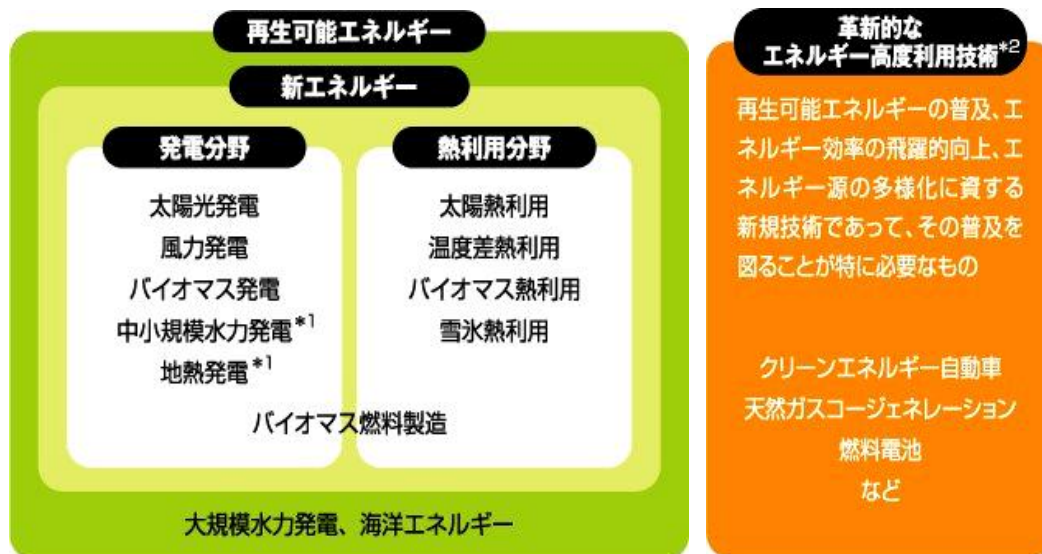 再生可能エネルギー
新エネルギー
発電分野
太陽光発電
風力発電
バイオマス発電
中小規模水力発電*1
地熱発電*1
熱利用分野
太陽熱利用
温度差熱利用
バイオマス熱利用
雪氷熱利用
バイオマス燃料製造
大規模水力発電、海洋エネルギー
革新的な
エネルギー高度利用技術*2
再生可能エネルギーの普及、エ
ネルギー効率の飛躍的向上、エ
ネルギー源の多様化に資する
新規技術であって、その普及を
図ることが特に必要なもの
クリーンエネルギー自動車
天然ガスコージェネレーション
燃料電池
など